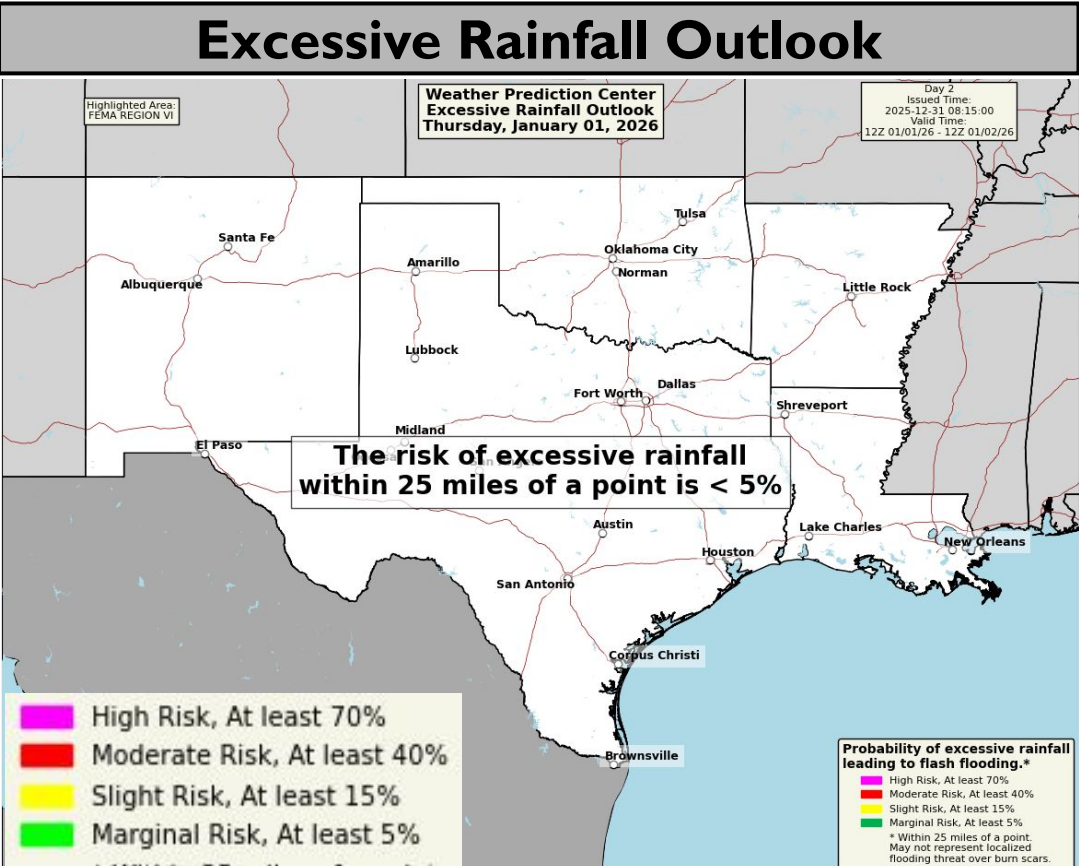 Excessive Rainfall Outlook
Highlighted Area:
FEMA REGION VI
Weather Prediction Center
Excessive Rainfall Outlook
Thursday, January 01, 2026
Day 2
Issued Time:
2025-12-31 08:15:00
Valid Time:
12Z 01/01/26 - 12Z 01/02/26
Tulsa
Santa Fe
Oklahoma City
Amarillo
Norman
Albuquerque
Little Rock
Lubbock
Dallas
Fort Worth
Shreveport
Midland
El Paso
The risk of excessive rainfall
within 25 miles of a point is < 5%
Austin
Lake Charles
New Orleans
Houston
San Antonio
Corpus Christi
Brownsville
High Risk, At least 70%
Moderate Risk, At least 40%
Slight Risk, At least 15%
Marginal Risk, At least 5%
Probability of excessive rainfall
leading to flash flooding.*
High Risk, At least 70%
Moderate Risk, At least 40%
Slight Risk, At least 15%
Marginal Risk, At least 5%
* Within 25 miles of a point.
May not represent localized
flooding threat over burn scars.